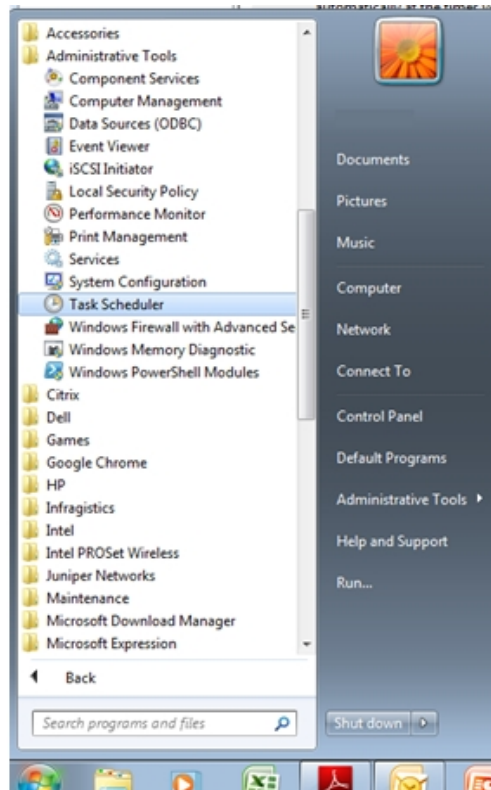 automatically at the times
Accessories
Administrative Tools
Component Services
Computer Management
Data Sources (ODBC)
Event Viewer
iSCSI Initiator
Local Security Policy
Performance Monitor
Print Management
Services
System Configuration
Task Scheduler
Windows Firewall with Advanced Se
Windows Memory Diagnostic
Windows PowerShell Modules
Citrix
Dell
Games
Google Chrome
HP
Infragistics
Intel
Intel PROSet Wireless
Juniper Networks
Maintenance
Microsoft Download Manager
Microsoft Expression
Back
Search programs and files
Documents
Pictures
Music
Computer
Network
Connect To
Control Panel
Default Programs
Administrative Tools
Help and Support
Run...
Shut down